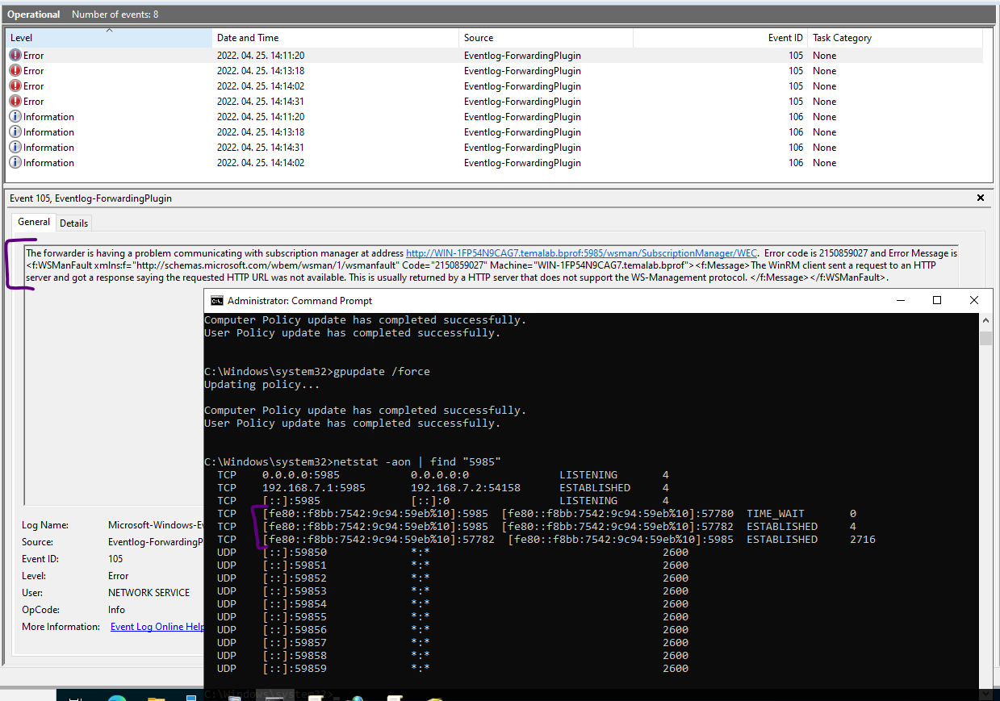 Operational Number of events: 8
Level Date and Time Source Event ID Task Category
Error 2022. 04. 25. 14:11:20 Eventlog-ForwardingPlugin 105 None
Error 2022. 04. 25. 14:13:18 Eventlog-ForwardingPlugin 105 None
Error 2022. 04. 25. 14:14:02 Eventlog-ForwardingPlugin 105 None
Error 2022. 04. 25. 14:14:31 Eventlog-ForwardingPlugin 105 None
Information 2022. 04. 25. 14:11:20 Eventlog-ForwardingPlugin 106 None
Information 2022. 04. 25. 14:13:18 Eventlog-ForwardingPlugin 106 None
Information 2022. 04. 25. 14:14:31 Eventlog-ForwardingPlugin 106 None
Information 2022. 04. 25. 14:14:02 Eventlog-ForwardingPlugin 106 None
Event 105, Eventlog-ForwardingPlugin
General Details
The forwarder is having a problem communicating with subscription manager at address http://WIN-1FP54N9CAG7.temalab.bprof:5985/wsman/SubscriptionManager/WEC. Error code is 2150859027 and Error Message is
<f:WSManFault xmlns:f="http://schemas.microsoft.com/wbem/wsman/1/wsmanfault" Code="2150859027" Machine="WIN-1FP54N9CAG7.temalab.bprof"><f:Message>The WinRM client sent a request to an HTTP
server and got a response saying the requested HTTP URL was not available. This is usually returned by a HTTP server that does not support the WS-Management protocol. </f:Message></f:WSManFault>.
Administrator: Command Prompt
Computer Policy update has completed successfully.
User Policy update has completed successfully.
C:\Windows\system32>gpupdate /force
Updating policy...
Computer Policy update has completed successfully.
User Policy update has completed successfully.
C:\Windows\system32>netstat -aon | find "5985"
TCP 0.0.0.0:5985 0.0.0.0:0 LISTENING 4
TCP 192.168.7.1:5985 192.168.7.2:54158 ESTABLISHED 4
TCP [::]:5985 [::]:0 LISTENING 4
TCP [fe80::f8bb:7542:9c94:59eb%10]:5985 [fe80::f8bb:7542:9c94:59eb%10]:57780 TIME_WAIT 0
TCP [fe80::f8bb:7542:9c94:59eb%10]:5985 [fe80::f8bb:7542:9c94:59eb%10]:57782 ESTABLISHED 4
TCP [fe80::f8bb:7542:9c94:59eb%10]:57782 [fe80::f8bb:7542:9c94:59eb%10]:5985 ESTABLISHED 2716
UDP [::]:59850 *:* 2600
UDP [::]:59851 *:* 2600
UDP [::]:59852 *:* 2600
UDP [::]:59853 *:* 2600
UDP [::]:59854 *:* 2600
UDP [::]:59855 *:* 2600
UDP [::]:59856 *:* 2600
UDP [::]:59857 *:* 2600
UDP [::]:59858 *:* 2600
UDP [::]:59859 *:* 2600
C:\Windows\system32>
Log Name: Microsoft-Windows-Ev
Source: Eventlog-ForwardingP
Event ID: 105
Level: Error
User: NETWORK SERVICE
OpCode: Info
More Information: Event Log Online Help